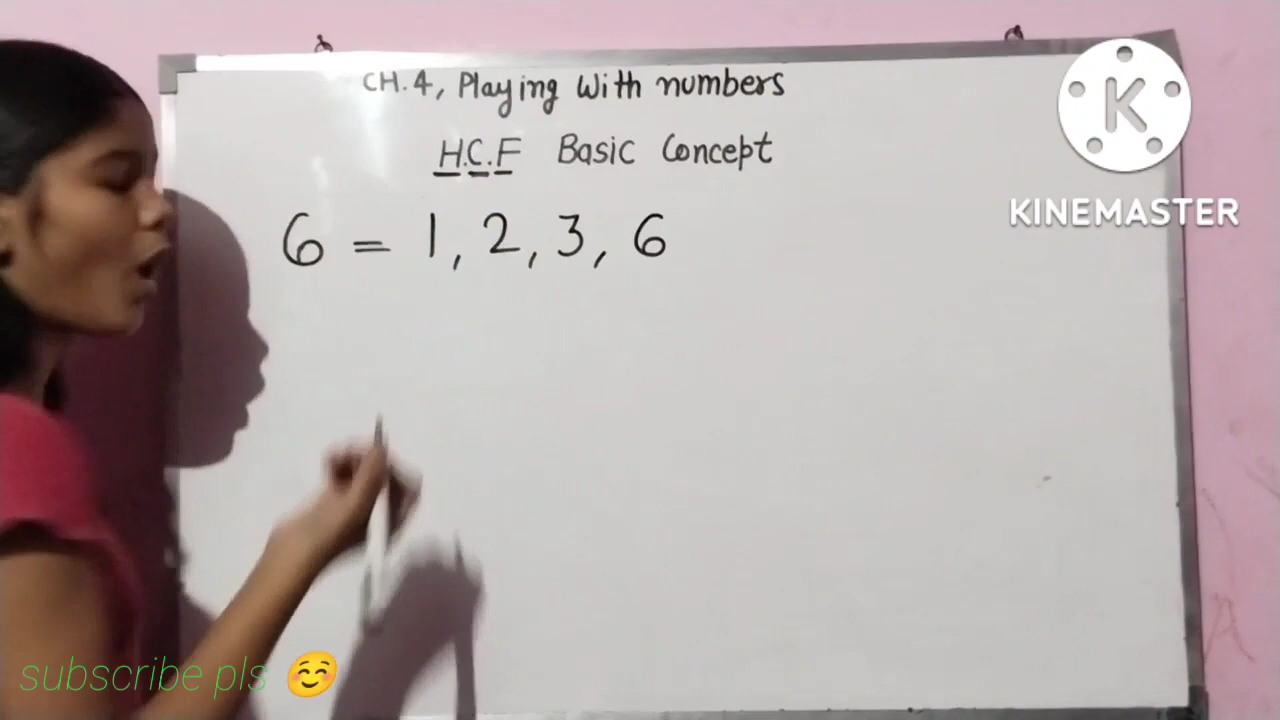 CH.4, Playing With numbers
H.C.F Basic Concept
6 = 1, 2, 3, 6
KINEMASTER
subscribe pls ☺️